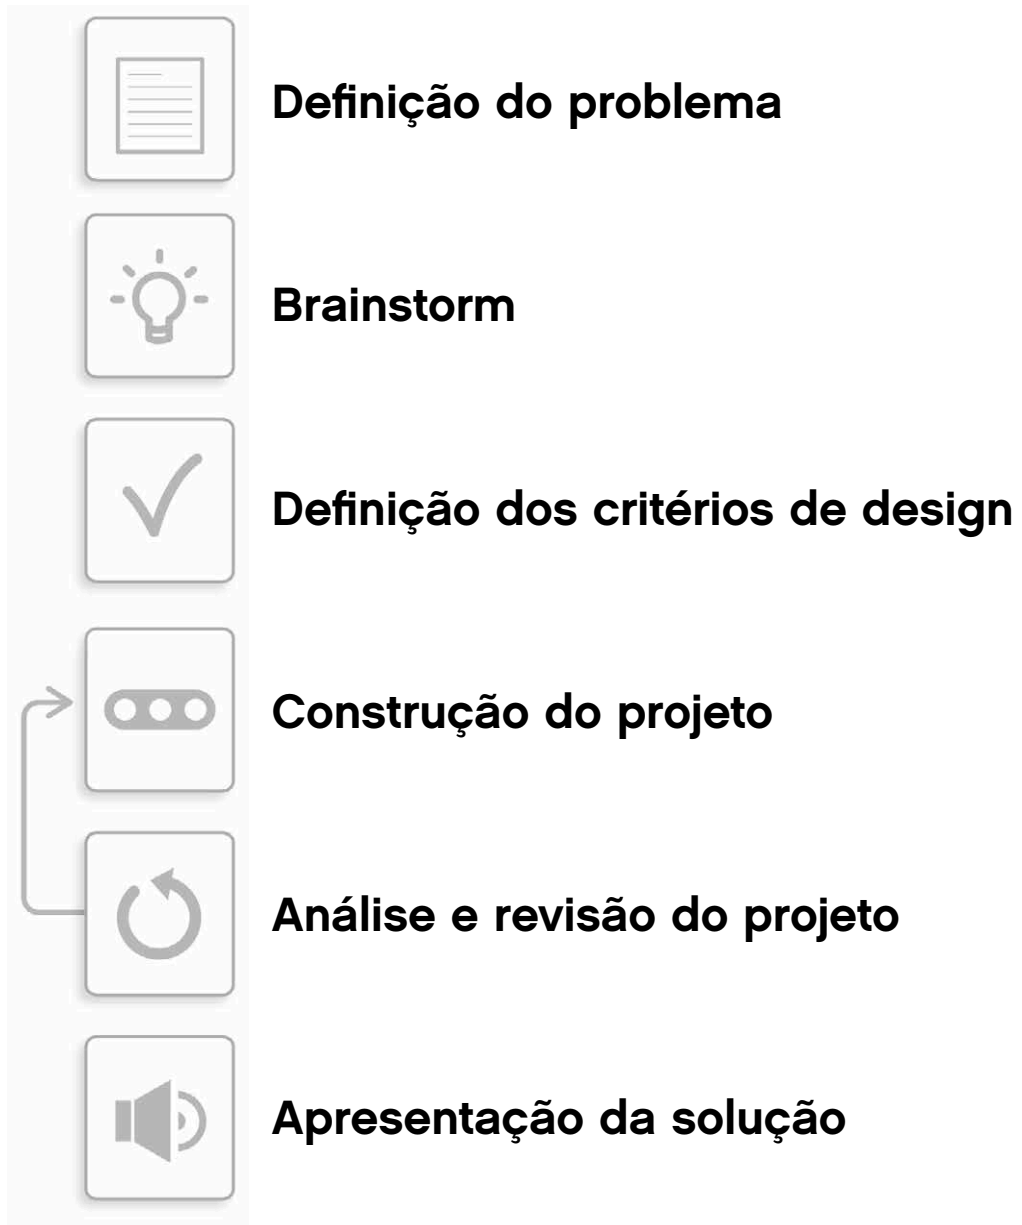 Definição do problema
Brainstorm
Definição dos critérios de design
Construção do projeto
Análise e revisão do projeto
Apresentação da solução